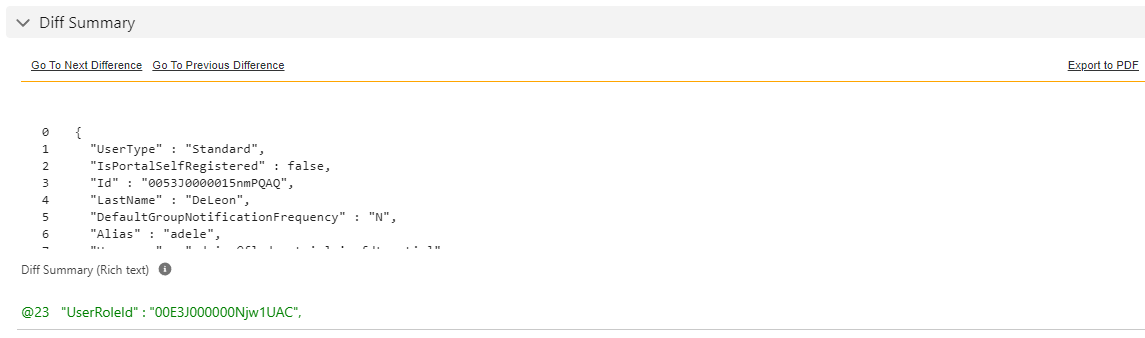 Diff Summary
Go To Next Difference Go To Previous Difference Export to PDF
0 {
1 "UserType" : "Standard",
2 "IsPortalSelfRegistered" : false,
3 "Id" : "0053J0000015nmPQAQ",
4 "LastName" : "DeLeon",
5 "DefaultGroupNotificationFrequency" : "N",
6 "Alias" : "adele",
Diff Summary (Rich text)
@23 "UserRoleId" : "00E3J000000Njw1UAC",